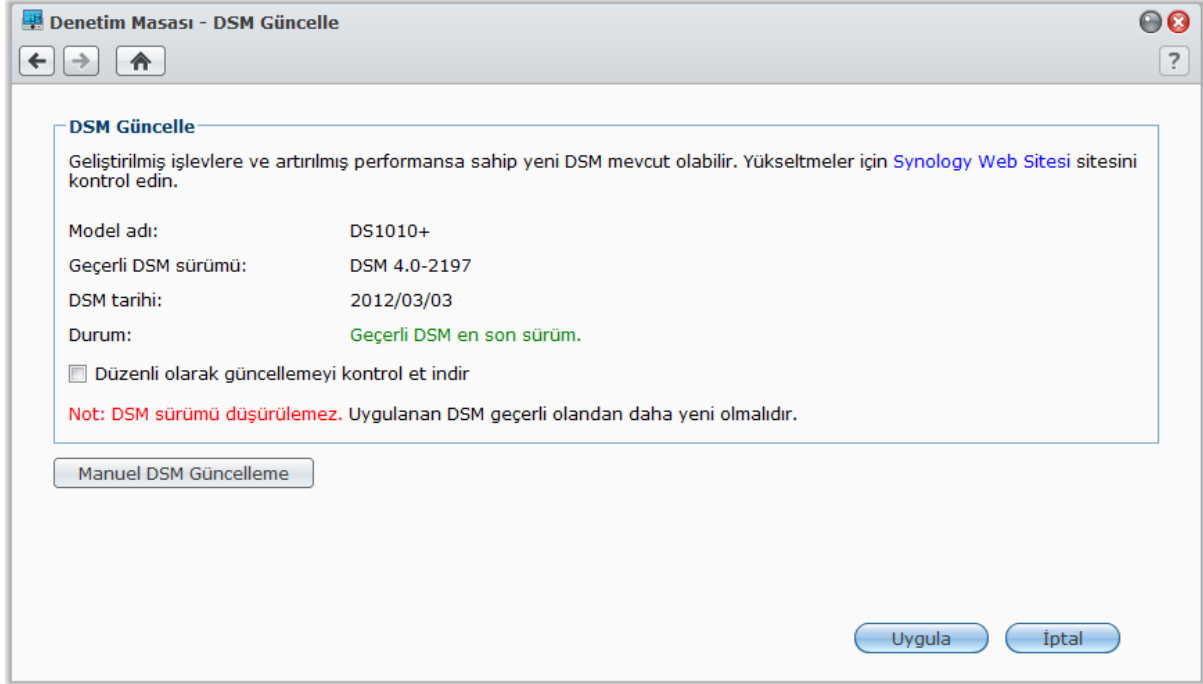 Denetim Masası - DSM Güncelle
?
DSM Güncelle
Geliştirilmiş işlevlere ve artırılmış performansa sahip yeni DSM mevcut olabilir. Yükseltmeler için Synology Web Sitesi sitesini
kontrol edin.
Model adı: DS1010+
Geçerli DSM sürümü: DSM 4.0-2197
DSM tarihi: 2012/03/03
Durum: Geçerli DSM en son sürüm.
Düzenli olarak güncellemeyi kontrol et indir
Not: DSM sürümü düşürülemez. Uygulanan DSM geçerli olandan daha yeni olmalıdır.
Manuel DSM Güncelleme
Uygula İptal